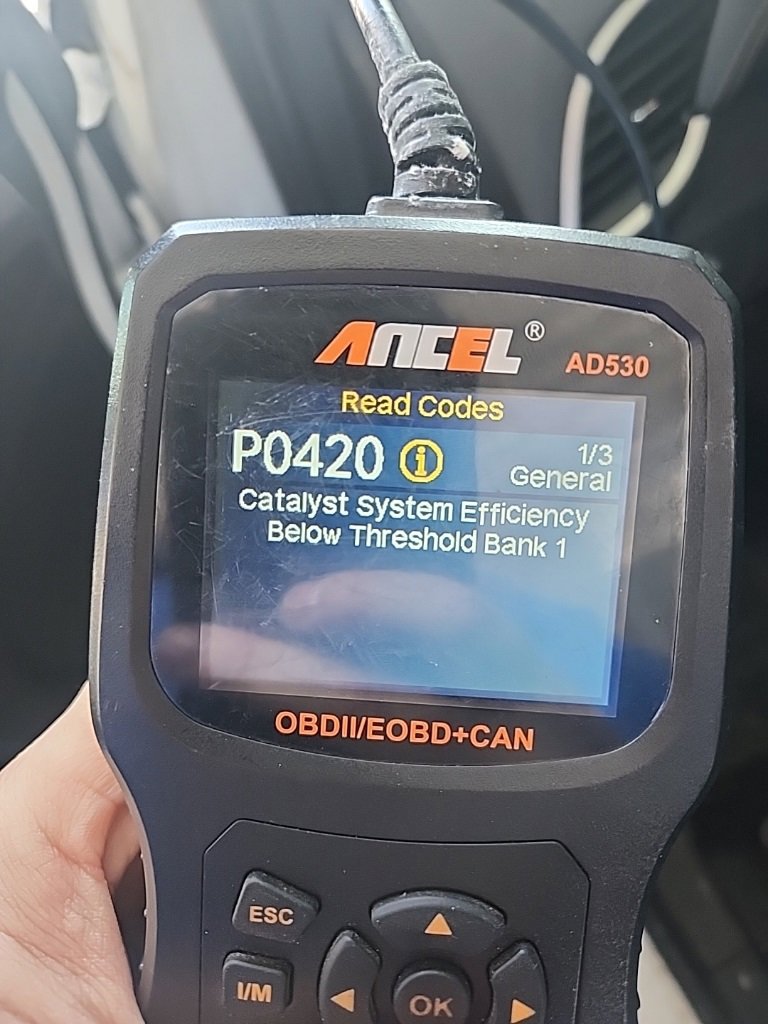 ANCEL®
AD530
Read Codes
P0420 i 1/3
General
Catalyst System Efficiency
Below Threshold Bank 1
OBDII/EOBD+CAN
ESC
I/M
OK